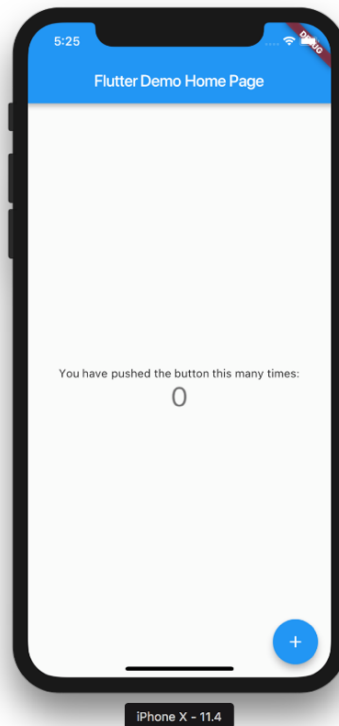 5:25
DEBUG
Flutter Demo Home Page
You have pushed the button this many times:
0
+
iPhone X - 11.4